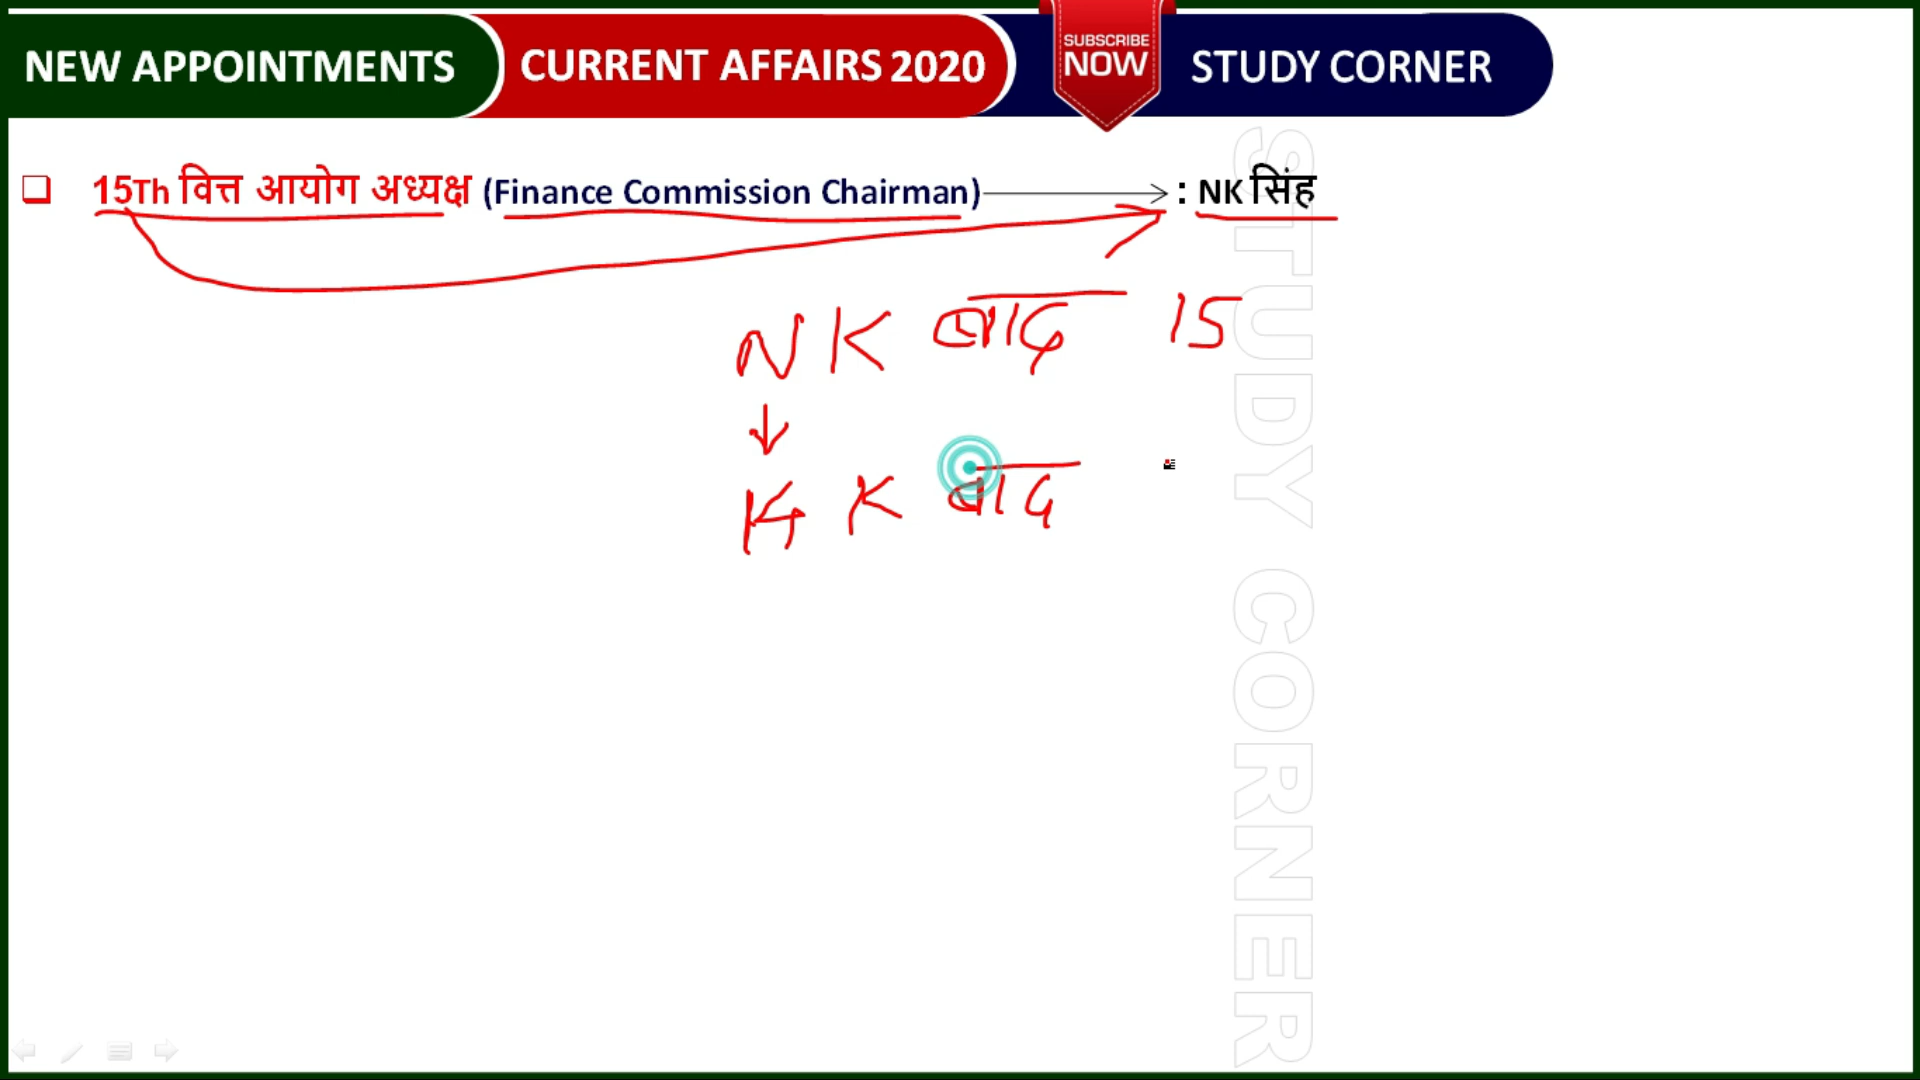 NEW APPOINTMENTS CURRENT AFFAIRS 2020 SUBSCRIBE NOW STUDY CORNER
15Th वित्त आयोग अध्यक्ष (Finance Commission Chairman) : NK सिंह
NK बाद 15
K बाद
STUDY CORNER